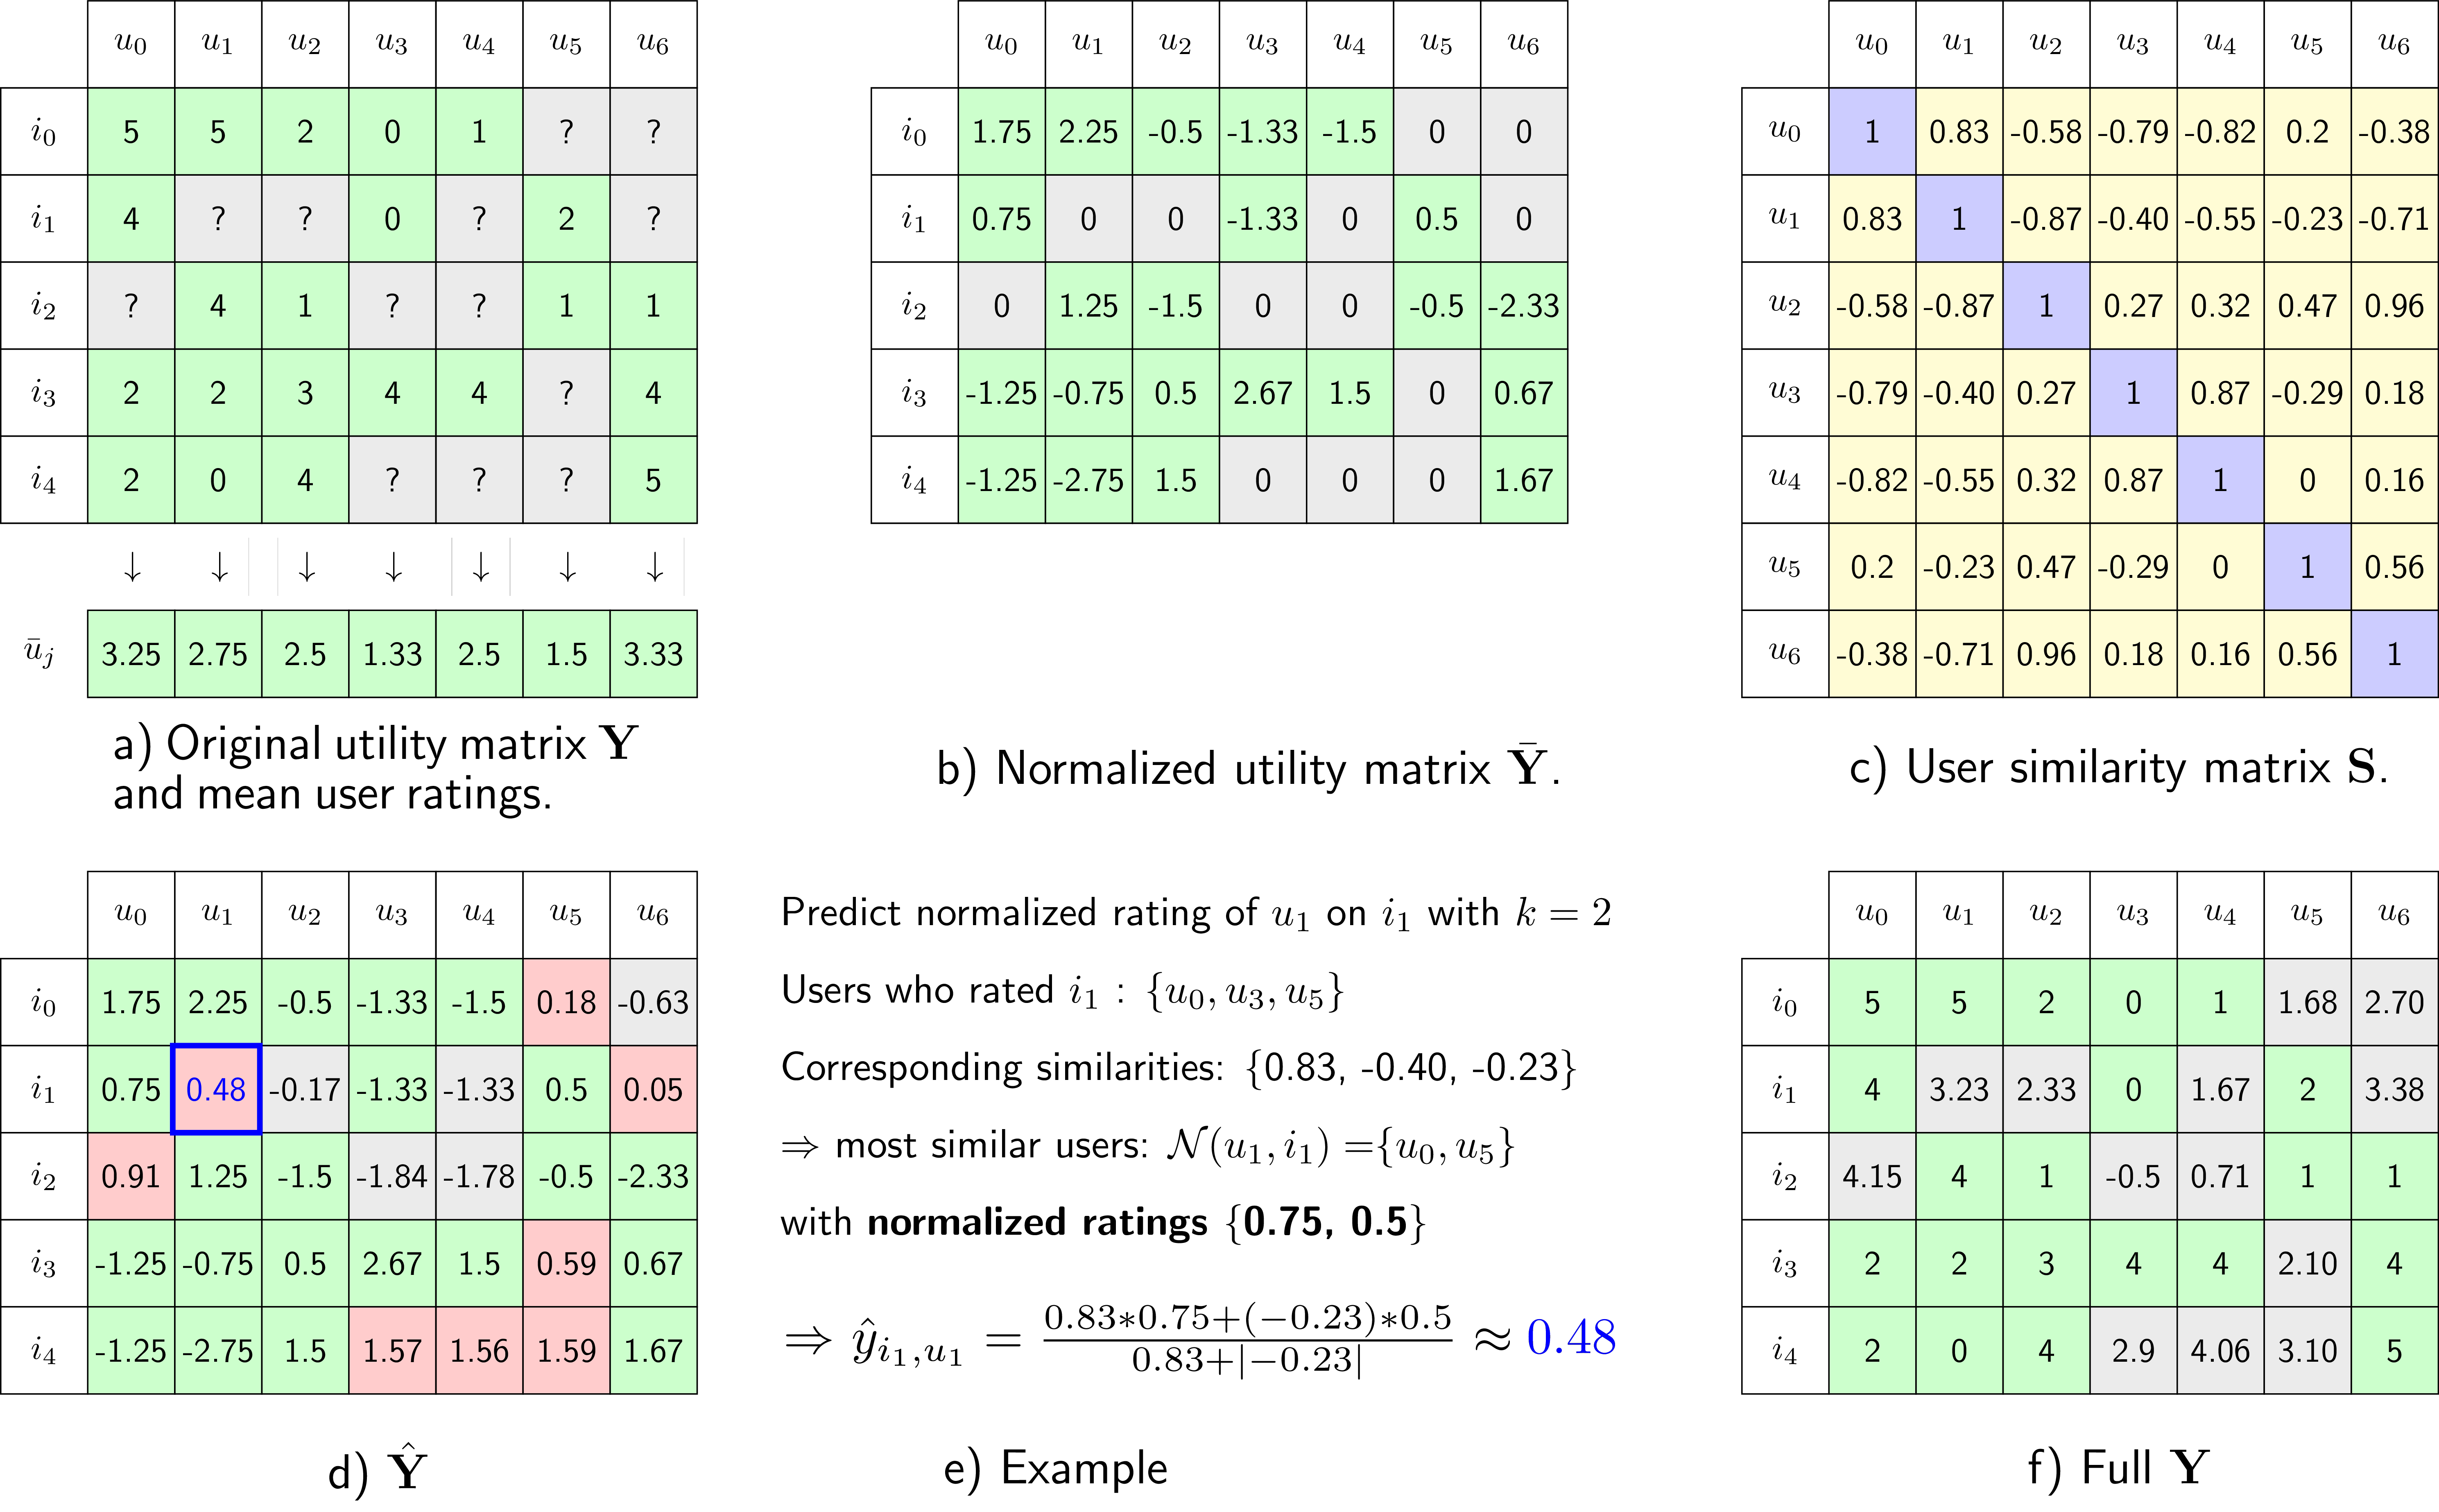 u₀ u₁ u₂ u₃ u₄ u₅ u₆
i₀ 5 5 2 0 1 ? ?
i₁ 4 ? ? 0 ? 2 ?
i₂ ? 4 1 ? ? 1 1
i₃ 2 2 3 4 4 ? 4
i₄ 2 0 4 ? ? ? 5
↓ ↓ ↓ ↓ ↓ ↓ ↓
ūⱼ 3.25 2.75 2.5 1.33 2.5 1.5 3.33
a) Original utility matrix Y
and mean user ratings.
u₀ u₁ u₂ u₃ u₄ u₅ u₆
i₀ 1.75 2.25 -0.5 -1.33 -1.5 0 0
i₁ 0.75 0 0 -1.33 0 0.5 0
i₂ 0 1.25 -1.5 0 0 -0.5 -2.33
i₃ -1.25 -0.75 0.5 2.67 1.5 0 0.67
i₄ -1.25 -2.75 1.5 0 0 0 1.67
b) Normalized utility matrix Ȳ.
u₀ u₁ u₂ u₃ u₄ u₅ u₆
u₀ 1 0.83 -0.58 -0.79 -0.82 0.2 -0.38
u₁ 0.83 1 -0.87 -0.40 -0.55 -0.23 -0.71
u₂ -0.58 -0.87 1 0.27 0.32 0.47 0.96
u₃ -0.79 -0.40 0.27 1 0.87 -0.29 0.18
u₄ -0.82 -0.55 0.32 0.87 1 0 0.16
u₅ 0.2 -0.23 0.47 -0.29 0 1 0.56
u₆ -0.38 -0.71 0.96 0.18 0.16 0.56 1
c) User similarity matrix S.
u₀ u₁ u₂ u₃ u₄ u₅ u₆
i₀ 1.75 2.25 -0.5 -1.33 -1.5 0.18 -0.63
i₁ 0.75 0.48 -0.17 -1.33 -1.33 0.5 0.05
i₂ 0.91 1.25 -1.5 -1.84 -1.78 -0.5 -2.33
i₃ -1.25 -0.75 0.5 2.67 1.5 0.59 0.67
i₄ -1.25 -2.75 1.5 1.57 1.56 1.59 1.67
d) Ŷ
Predict normalized rating of u₁ on i₁ with k = 2
Users who rated i₁ : {u₀, u₃, u₅}
Corresponding similarities: {0.83, -0.40, -0.23}
⇒ most similar users: 𝒩(u₁, i₁) ={u₀, u₅}
with normalized ratings {0.75, 0.5}
0.83*0.75+(−0.23)*0.5
⇒ ŷ i₁,u₁ = ≈ 0.48
0.83+|−0.23|
e) Example
u₀ u₁ u₂ u₃ u₄ u₅ u₆
i₀ 5 5 2 0 1 1.68 2.70
i₁ 4 3.23 2.33 0 1.67 2 3.38
i₂ 4.15 4 1 -0.5 0.71 1 1
i₃ 2 2 3 4 4 2.10 4
i₄ 2 0 4 2.9 4.06 3.10 5
f) Full Y